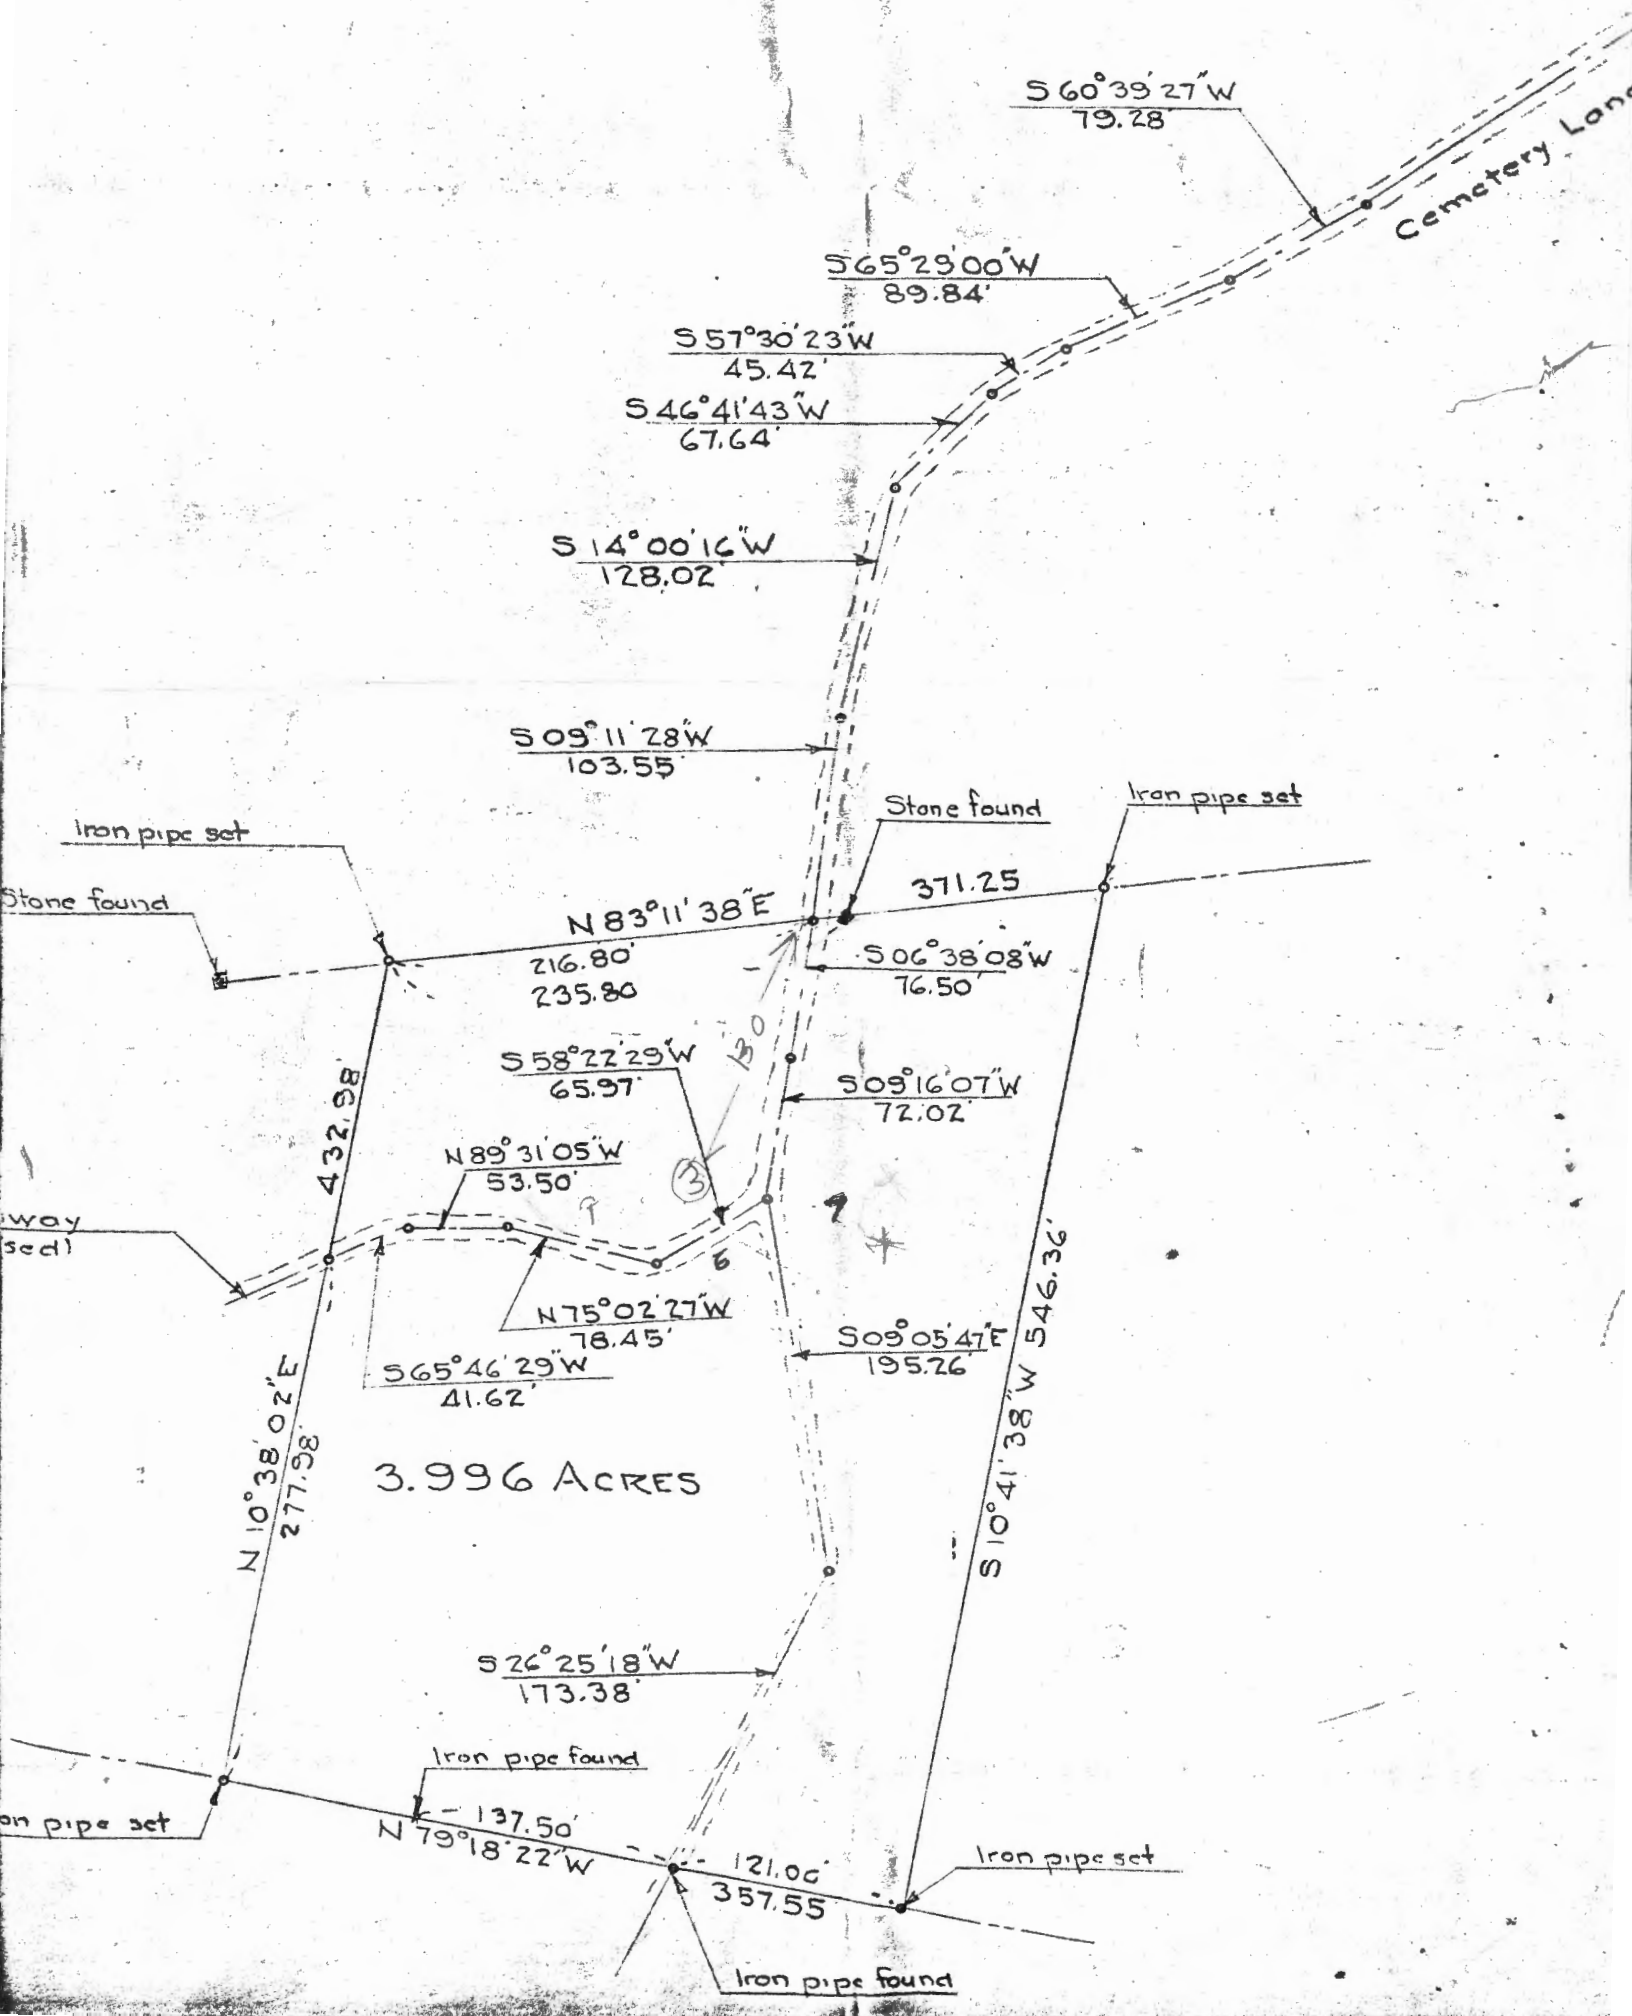 S 60°39'27"W
79.28'
Cemetery
S65°29'00"W
89.84'
S 57°30'23"W
45.42'
S 46°41'43"W
67.64'
S 14°00'16"W
128.02'
S 09°11'28"W
103.55'
Iron pipe set
Stone found
Iron pipe set
Stone found
371.25
N 83°11'38"E
216.80'
235.80
S 06°38'08"W
76.50'
130
S 58°22'29"W
65.97'
S09°16'07"W
72.02'
432.98'
N 89°31'05"W
53.50'
3
way
sed)
6
N 75°02'27"W
78.45'
S09°05'47"E
195.26'
S65°46'29"W
41.62'
S 10°41'38"W 546.36'
N 10°38'02"E
277.98'
3.996 ACRES
S 26°25'18"W
173.38'
Iron pipe found
on pipe set
137.50'
N 79°18'22"W
121.06'
357.55
Iron pipe set
Iron pipe found